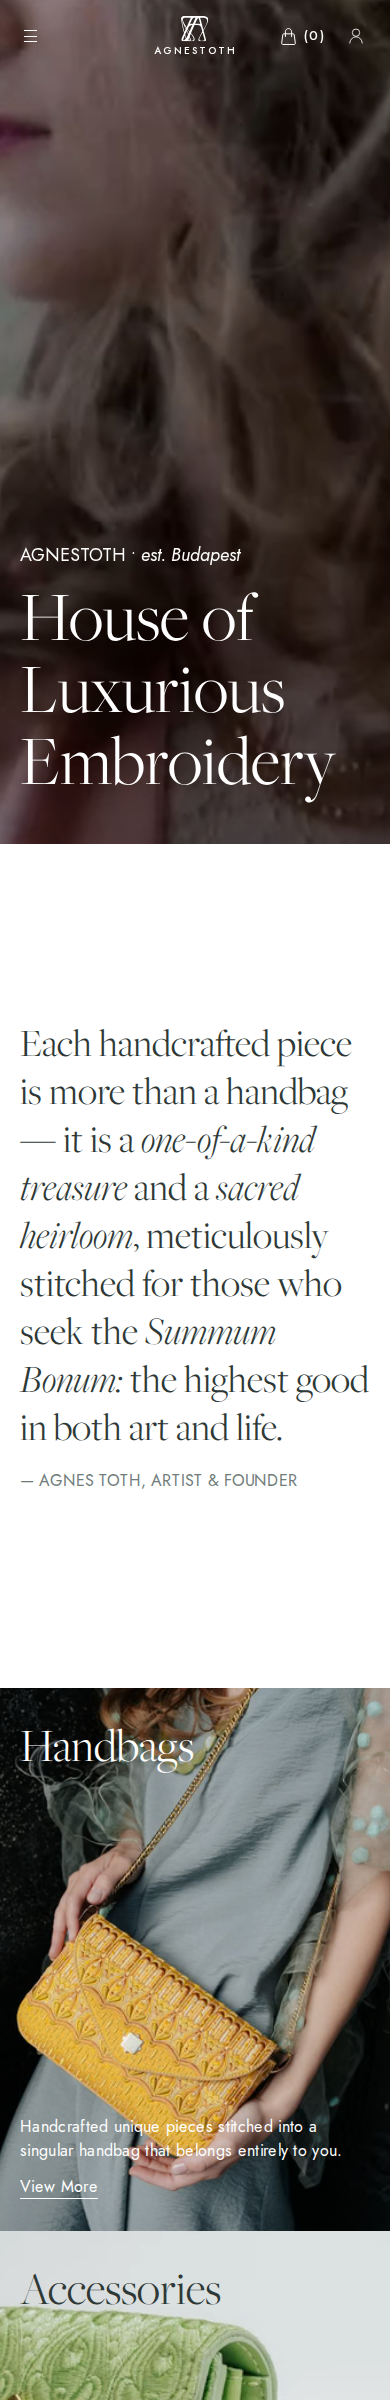 AGNESTOTH
(0)
AGNESTOTH · est. Budapest
House of
Luxurious
Embroidery
Each handcrafted piece
is more than a handbag
— it is a one-of-a-kind
treasure and a sacred
heirloom, meticulously
stitched for those who
seek the Summum
Bonum: the highest good
in both art and life.
— AGNES TOTH, ARTIST & FOUNDER
Handbags
Handcrafted unique pieces stitched into a
singular handbag that belongs entirely to you.
View More
Accessories